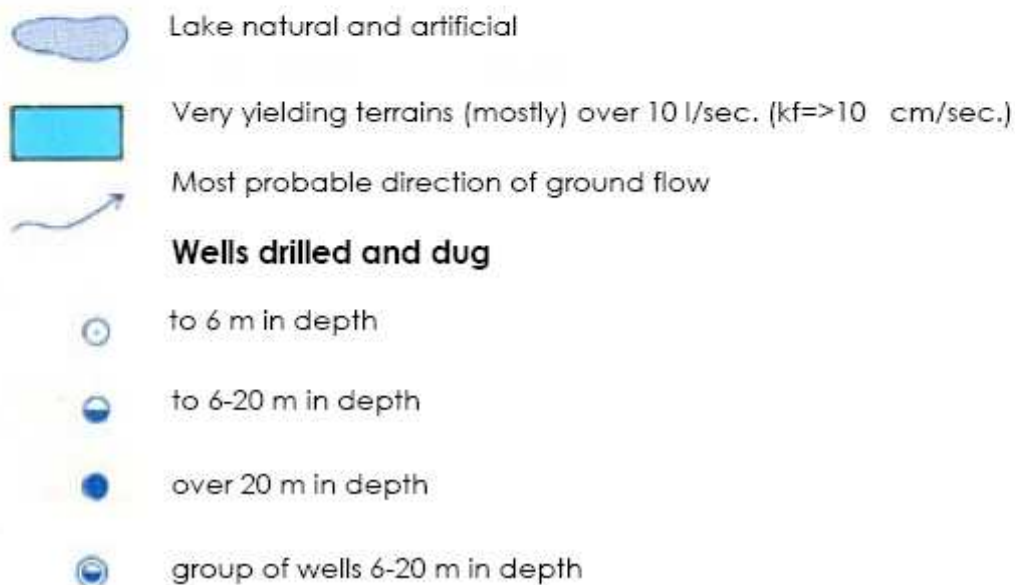 Lake natural and artificial
Very yielding terrains (mostly) over 10 l/sec. (kf=>10 cm/sec.)
Most probable direction of ground flow
Wells drilled and dug
to 6 m in depth
to 6-20 m in depth
over 20 m in depth
group of wells 6-20 m in depth